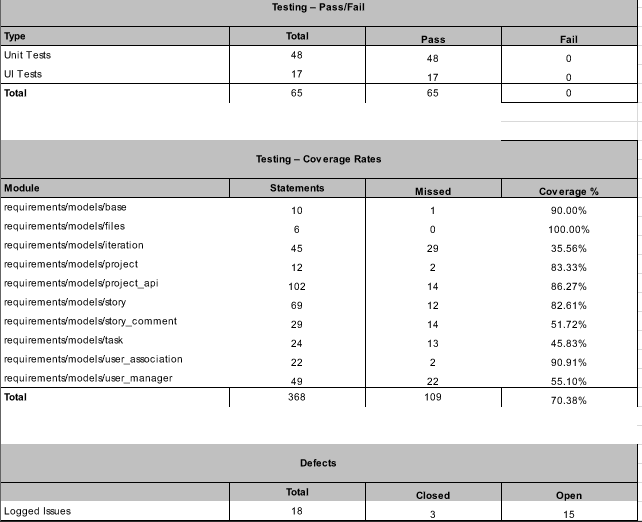 Testing – Pass/Fail
Type Total Pass Fail
Unit Tests 48 48 0
UI Tests 17 17 0
Total 65 65 0
Testing – Coverage Rates
Module Statements Missed Coverage %
requirements/models/base 10 1 90.00%
requirements/models/files 6 0 100.00%
requirements/models/iteration 45 29 35.56%
requirements/models/project 12 2 83.33%
requirements/models/project_api 102 14 86.27%
requirements/models/story 69 12 82.61%
requirements/models/story_comment 29 14 51.72%
requirements/models/task 24 13 45.83%
requirements/models/user_association 22 2 90.91%
requirements/models/user_manager 49 22 55.10%
Total 368 109 70.38%
Defects
Total Closed Open
Logged Issues 18 3 15